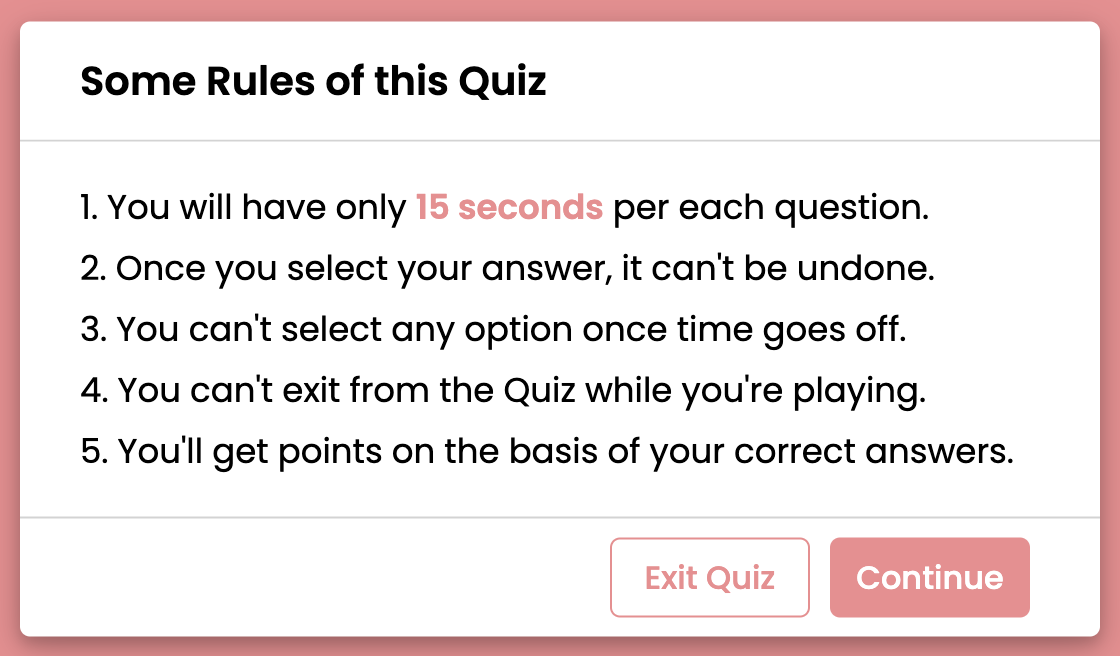 Some Rules of this Quiz
1. You will have only 15 seconds per each question.
2. Once you select your answer, it can't be undone.
3. You can't select any option once time goes off.
4. You can't exit from the Quiz while you're playing.
5. You'll get points on the basis of your correct answers.
Exit Quiz
Continue